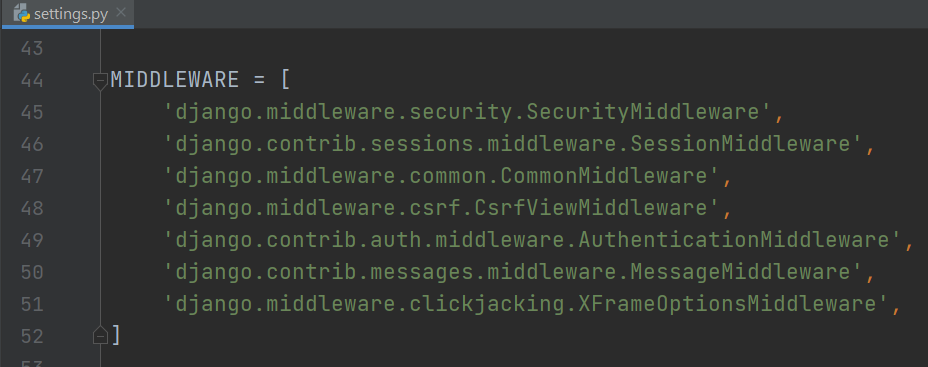 settings.py
43
44 MIDDLEWARE = [
45 'django.middleware.security.SecurityMiddleware',
46 'django.contrib.sessions.middleware.SessionMiddleware',
47 'django.middleware.common.CommonMiddleware',
48 'django.middleware.csrf.CsrfViewMiddleware',
49 'django.contrib.auth.middleware.AuthenticationMiddleware',
50 'django.contrib.messages.middleware.MessageMiddleware',
51 'django.middleware.clickjacking.XFrameOptionsMiddleware',
52 ]
53